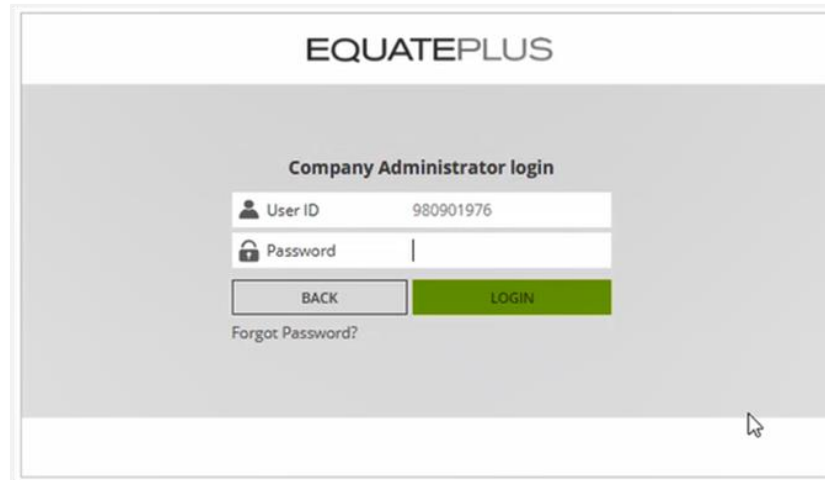 EQUATEPLUS
Company Administrator login
User ID 980901976
Password
BACK LOGIN
Forgot Password?